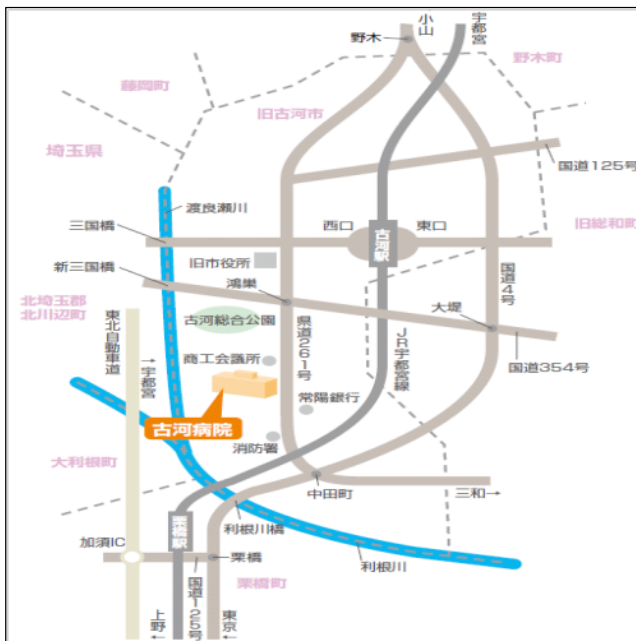 小山
宇都宮
野木
野木町
藤岡町
旧古河市
埼玉県
国道125号
渡良瀬川
三国橋
西口
古河駅
東口
旧総和町
旧市役所
新三国橋
鴻巣
国道4号
北埼玉郡
北川辺町
東北自動車道
→宇都宮
古河総合公園
県道261号
大堤
JR宇都宮線
商工会議所
国道354号
常陽銀行
古河病院
消防署
大利根町
中田町
三和→
栗橋駅
利根川橋
加須IC
栗橋
利根川
国道125号
栗橋町
上野←
東京←